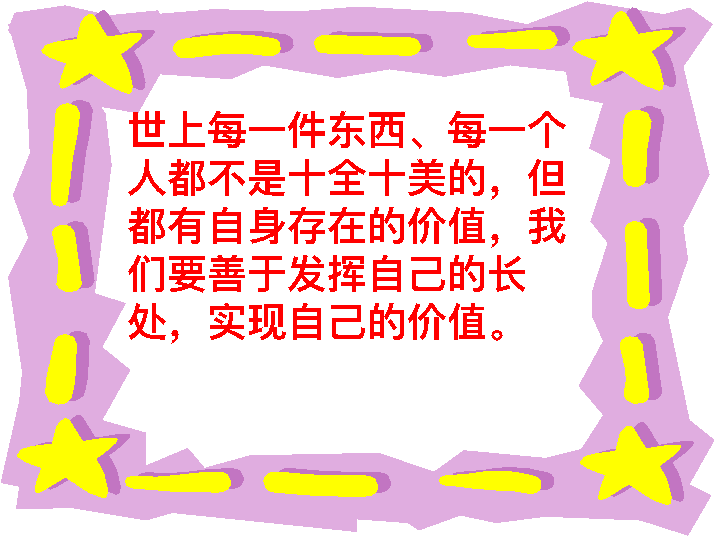 世上每一件东西、每一个
人都不是十全十美的，但
都有自身存在的价值，我
们要善于发挥自己的长
处，实现自己的价值。